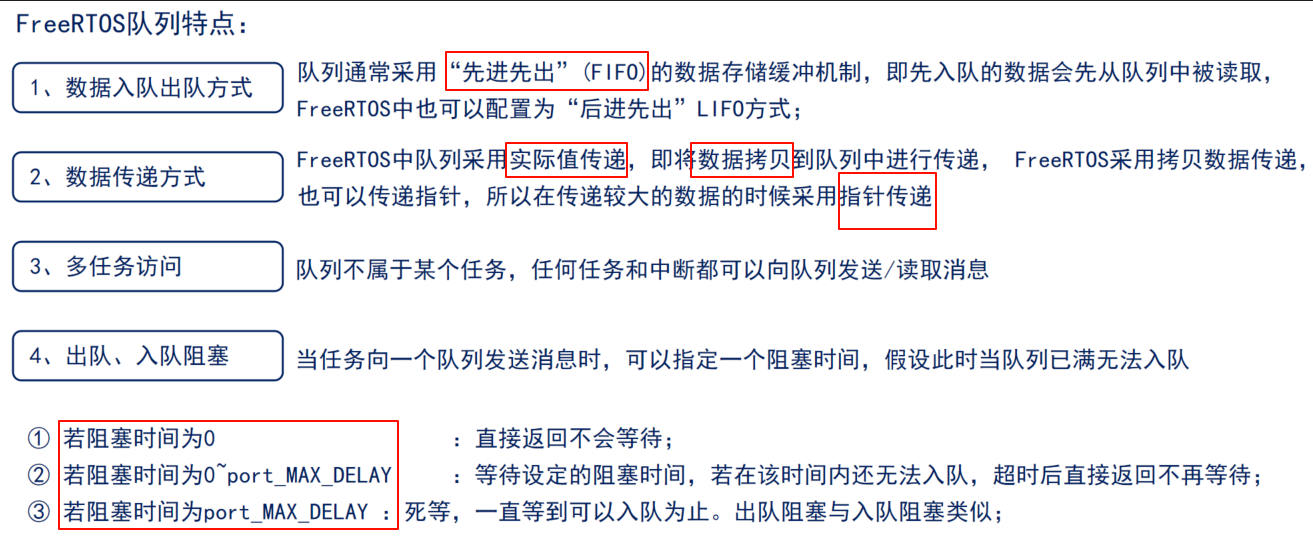 FreeRTOS队列特点：
1、数据入队出队方式
队列通常采用“先进先出”(FIFO)的数据存储缓冲机制，即先入队的数据会先从队列中被读取，
FreeRTOS中也可以配置为“后进先出”LIFO方式；
2、数据传递方式
FreeRTOS中队列采用实际值传递，即将数据拷贝到队列中进行传递， FreeRTOS采用拷贝数据传递，
也可以传递指针，所以在传递较大的数据的时候采用指针传递
3、多任务访问
队列不属于某个任务，任何任务和中断都可以向队列发送/读取消息
4、出队、入队阻塞
当任务向一个队列发送消息时，可以指定一个阻塞时间，假设此时当队列已满无法入队
① 若阻塞时间为0 ：直接返回不会等待；
② 若阻塞时间为0~port_MAX_DELAY ：等待设定的阻塞时间，若在该时间内还无法入队，超时后直接返回不再等待；
③ 若阻塞时间为port_MAX_DELAY ：死等，一直等到可以入队为止。出队阻塞与入队阻塞类似；